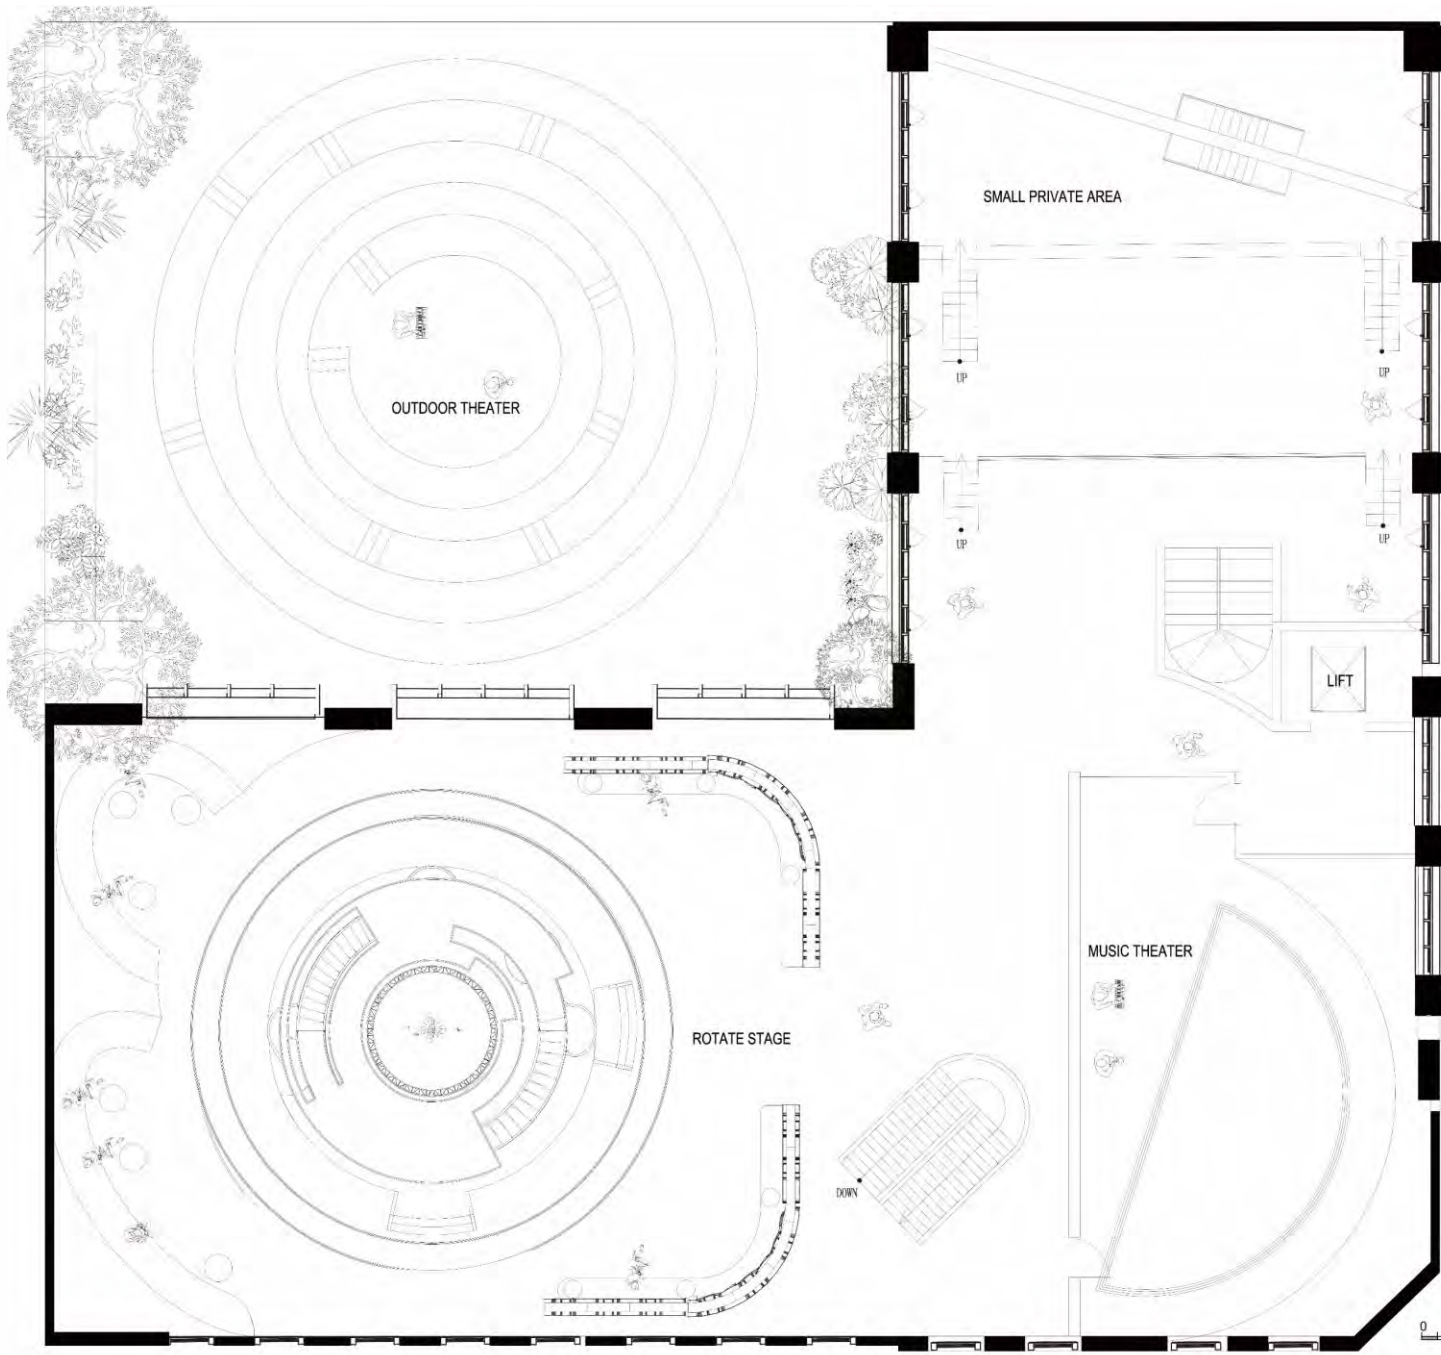 SMALL PRIVATE AREA
UP
UP
OUTDOOR THEATER
UP
UP
LIFT
MUSIC THEATER
ROTATE STAGE
DOWN
0